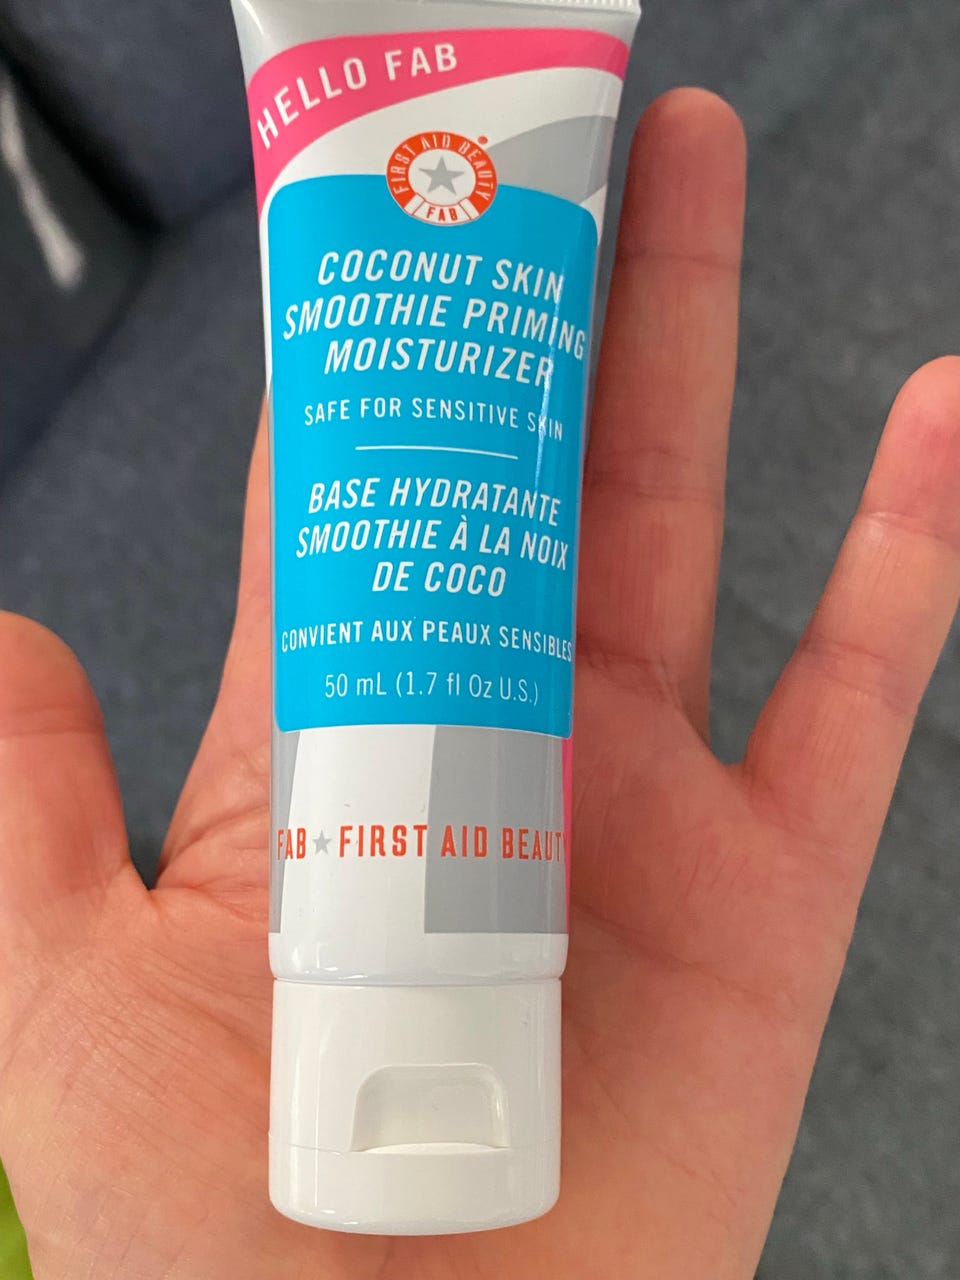 HELLO FAB
FIRST AID BEAUTY
FAB
COCONUT SKIN
SMOOTHIE PRIMING
MOISTURIZER
SAFE FOR SENSITIVE SKIN
BASE HYDRATANTE
SMOOTHIE À LA NOIX
DE COCO
CONVIENT AUX PEAUX SENSIBLES
50 mL (1.7 fl Oz U.S.)
FAB FIRST AID BEAUTY